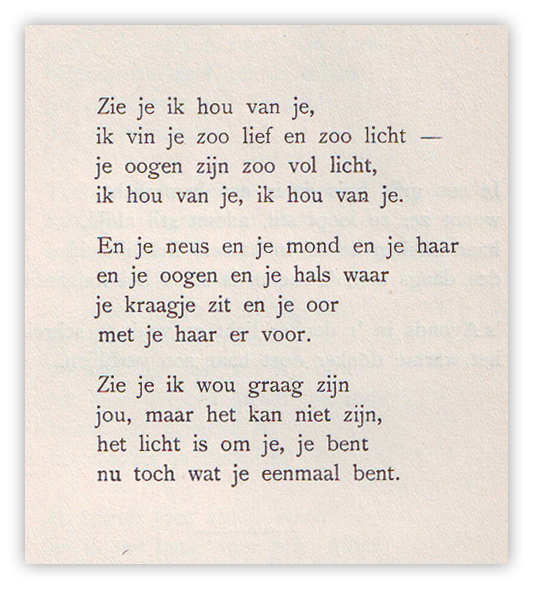 Zie je ik hou van je,
ik vin je zoo lief en zoo licht —
je oogen zijn zoo vol licht,
ik hou van je, ik hou van je.
En je neus en je mond en je haar
en je oogen en je hals waar
je kraagje zit en je oor
met je haar er voor.
Zie je ik wou graag zijn
jou, maar het kan niet zijn,
het licht is om je, je bent
nu toch wat je eenmaal bent.